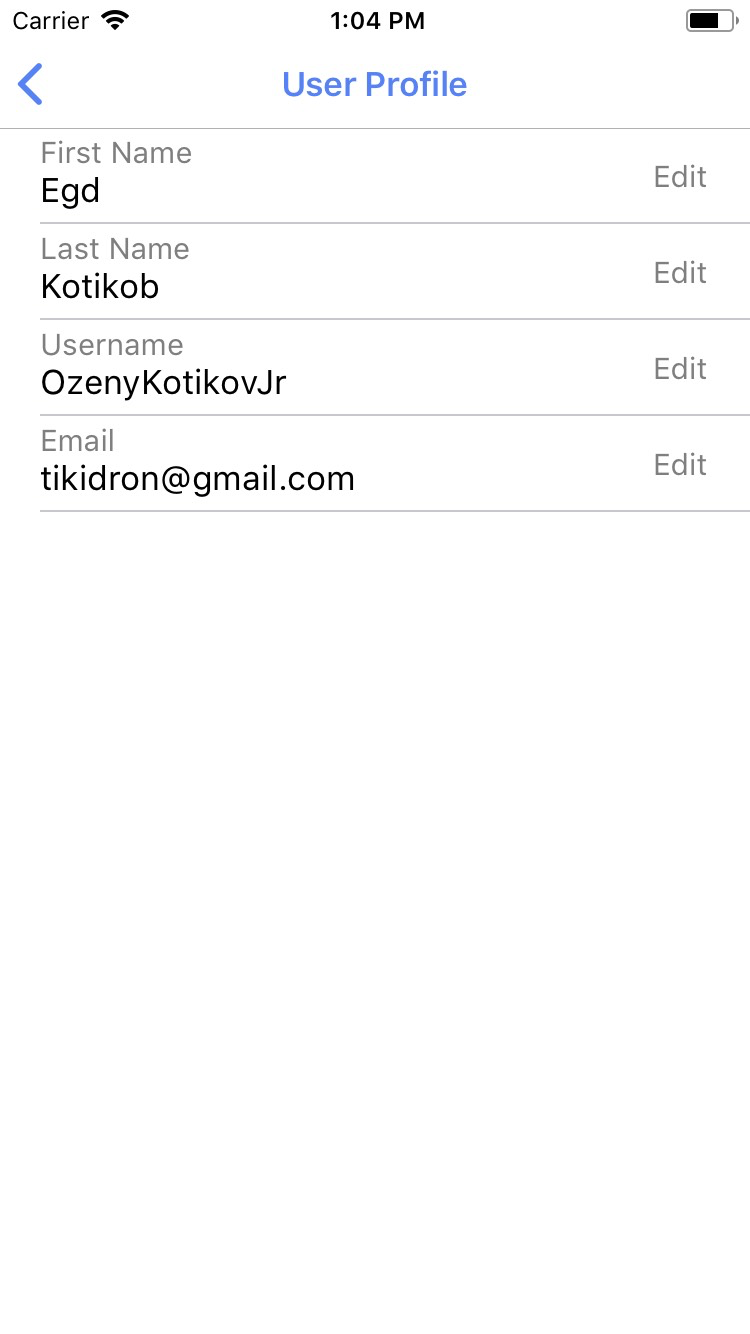 Carrier 1:04 PM
User Profile
First Name
Egd
Edit
Last Name
Kotikob
Edit
Username
OzenyKotikovJr
Edit
Email
tikidron@gmail.com
Edit